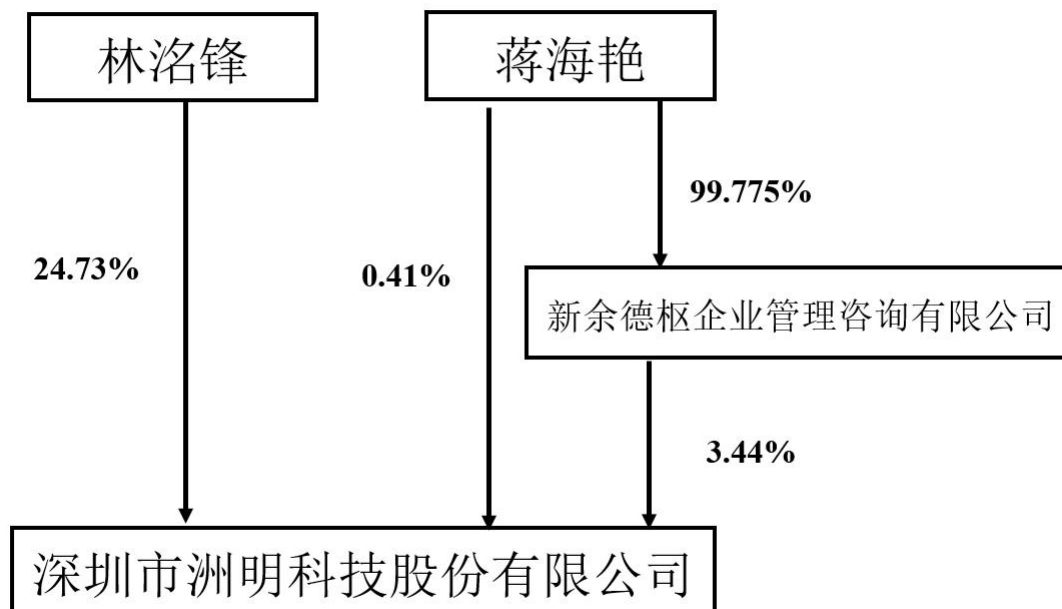 林洺锋
蒋海艳
99.775%
24.73%
0.41%
新余德枢企业管理咨询有限公司
3.44%
深圳市洲明科技股份有限公司